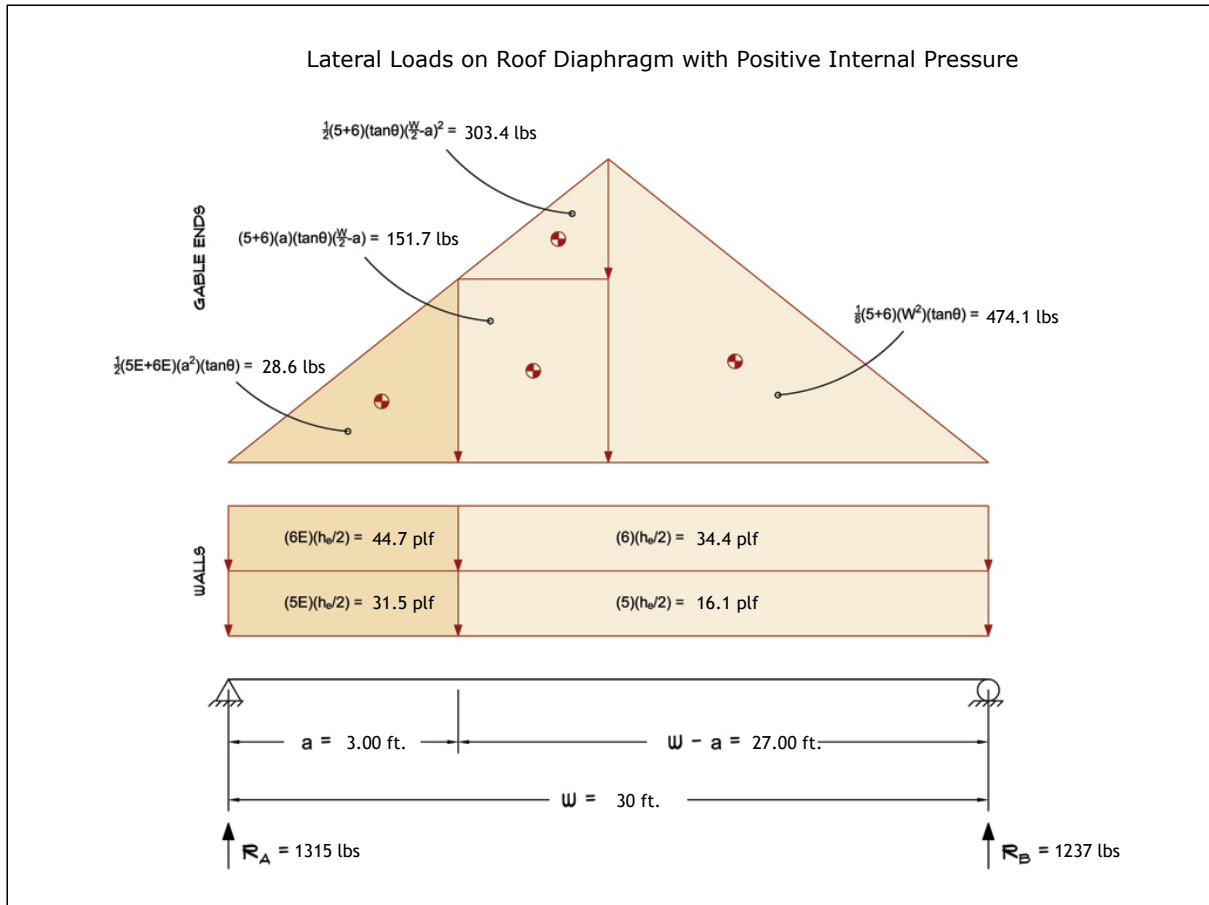 Lateral Loads on Roof Diaphragm with Positive Internal Pressure
½(5+6)(tanθ)(W/2-a)² = 303.4 lbs
GABLE ENDS
(5+6)(a)(tanθ)(W/2-a) = 151.7 lbs
⅛(5+6)(W²)(tanθ) = 474.1 lbs
½(5E+6E)(a²)(tanθ) = 28.6 lbs
WALLS
(6E)(hₑ/2) = 44.7 plf
(6)(hₑ/2) = 34.4 plf
(5E)(hₑ/2) = 31.5 plf
(5)(hₑ/2) = 16.1 plf
a = 3.00 ft.
W - a = 27.00 ft.
W = 30 ft.
R_A = 1315 lbs
R_B = 1237 lbs